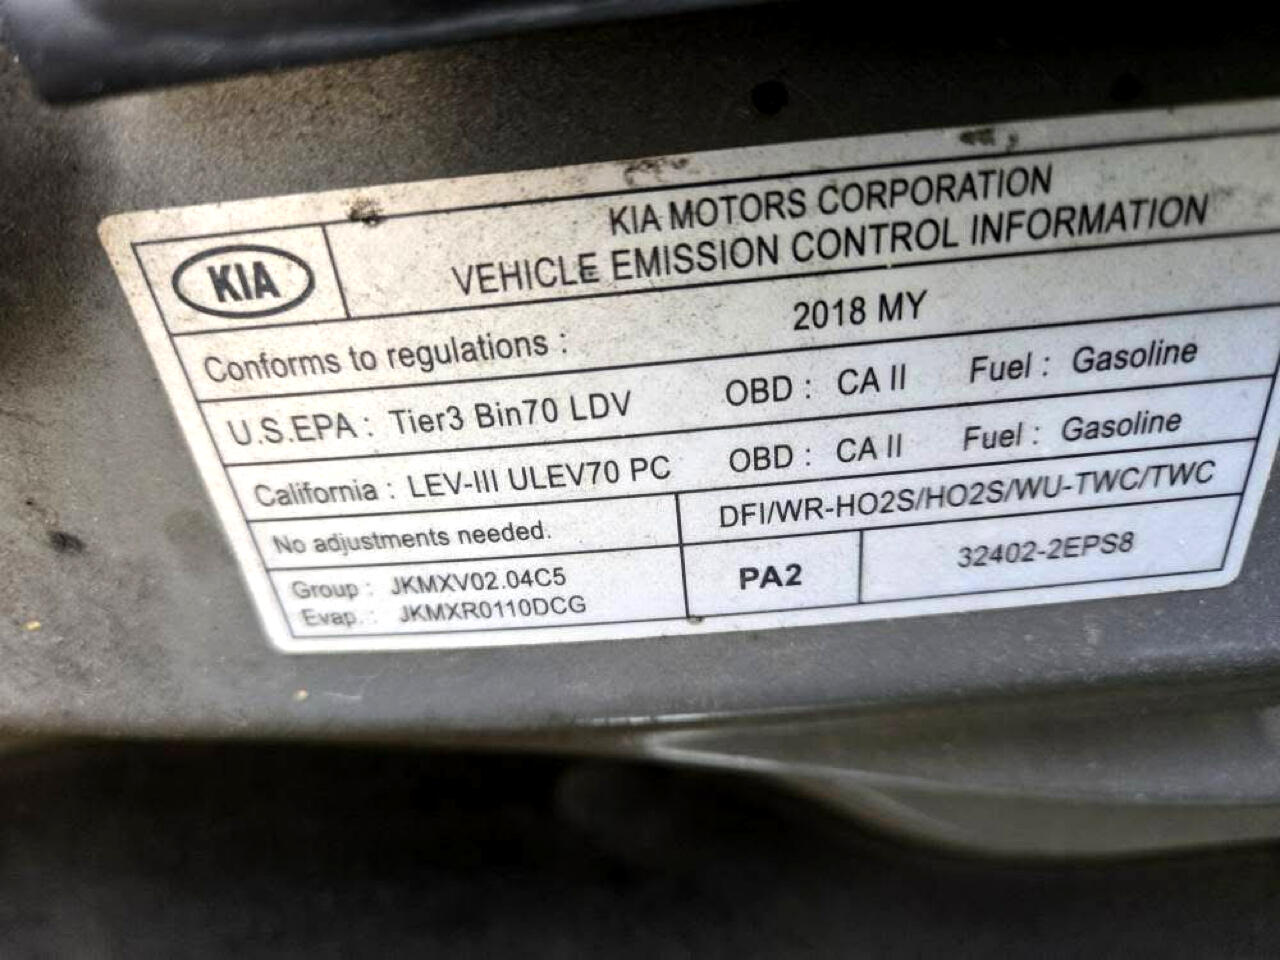 KIA
KIA MOTORS CORPORATION
VEHICLE EMISSION CONTROL INFORMATION
Conforms to regulations : 2018 MY
U.S.EPA : Tier3 Bin70 LDV OBD : CA II Fuel : Gasoline
California : LEV-III ULEV70 PC OBD : CA II Fuel : Gasoline
No adjustments needed. DFI/WR-HO2S/HO2S/WU-TWC/TWC
Group : JKMXV02.04C5
Evap. : JKMXR0110DCG
PA2
32402-2EPS8